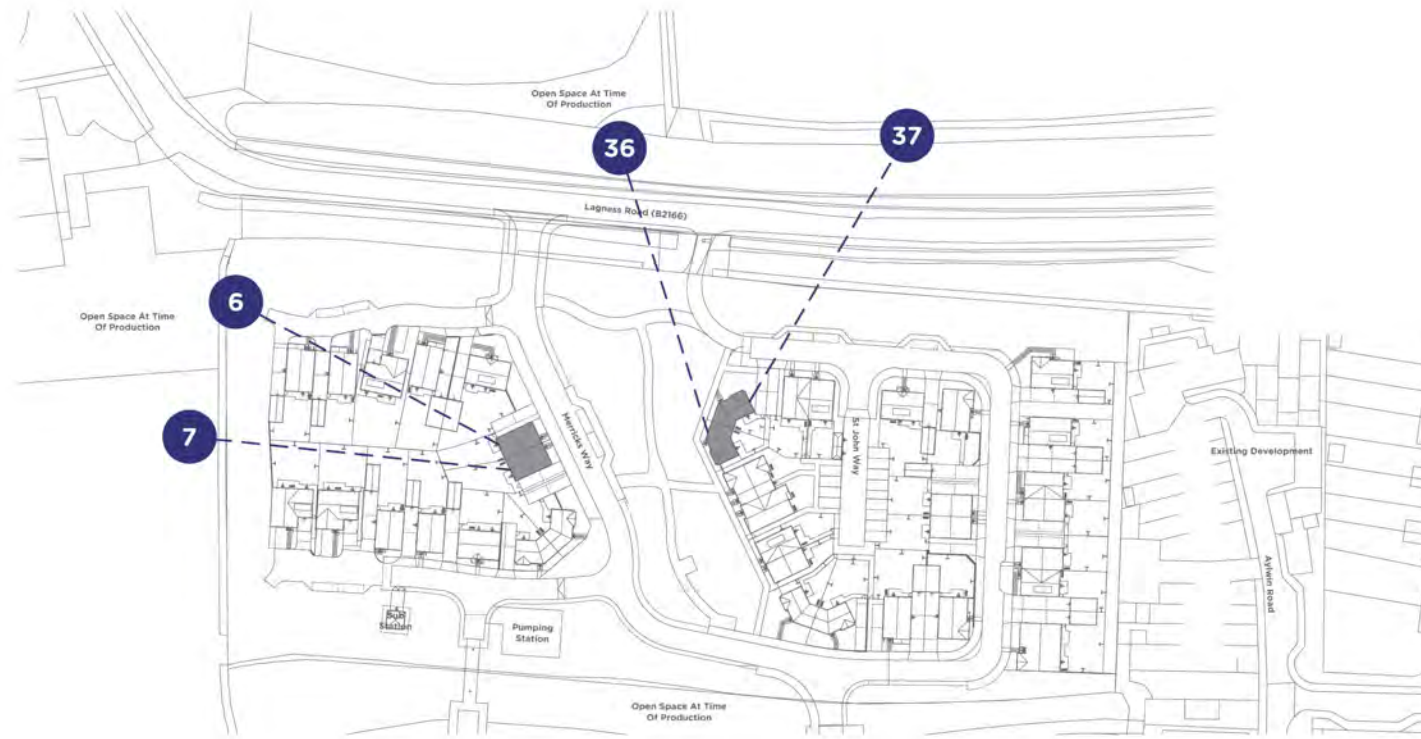 Open Space At Time
Of Production
37
36
Lagness Road (B2166)
6
Open Space At Time
Of Production
7
Herricks Way
St John Way
Existing Development
Aylwin Road
Sub
Station
Pumping
Station
Open Space At Time
Of Production